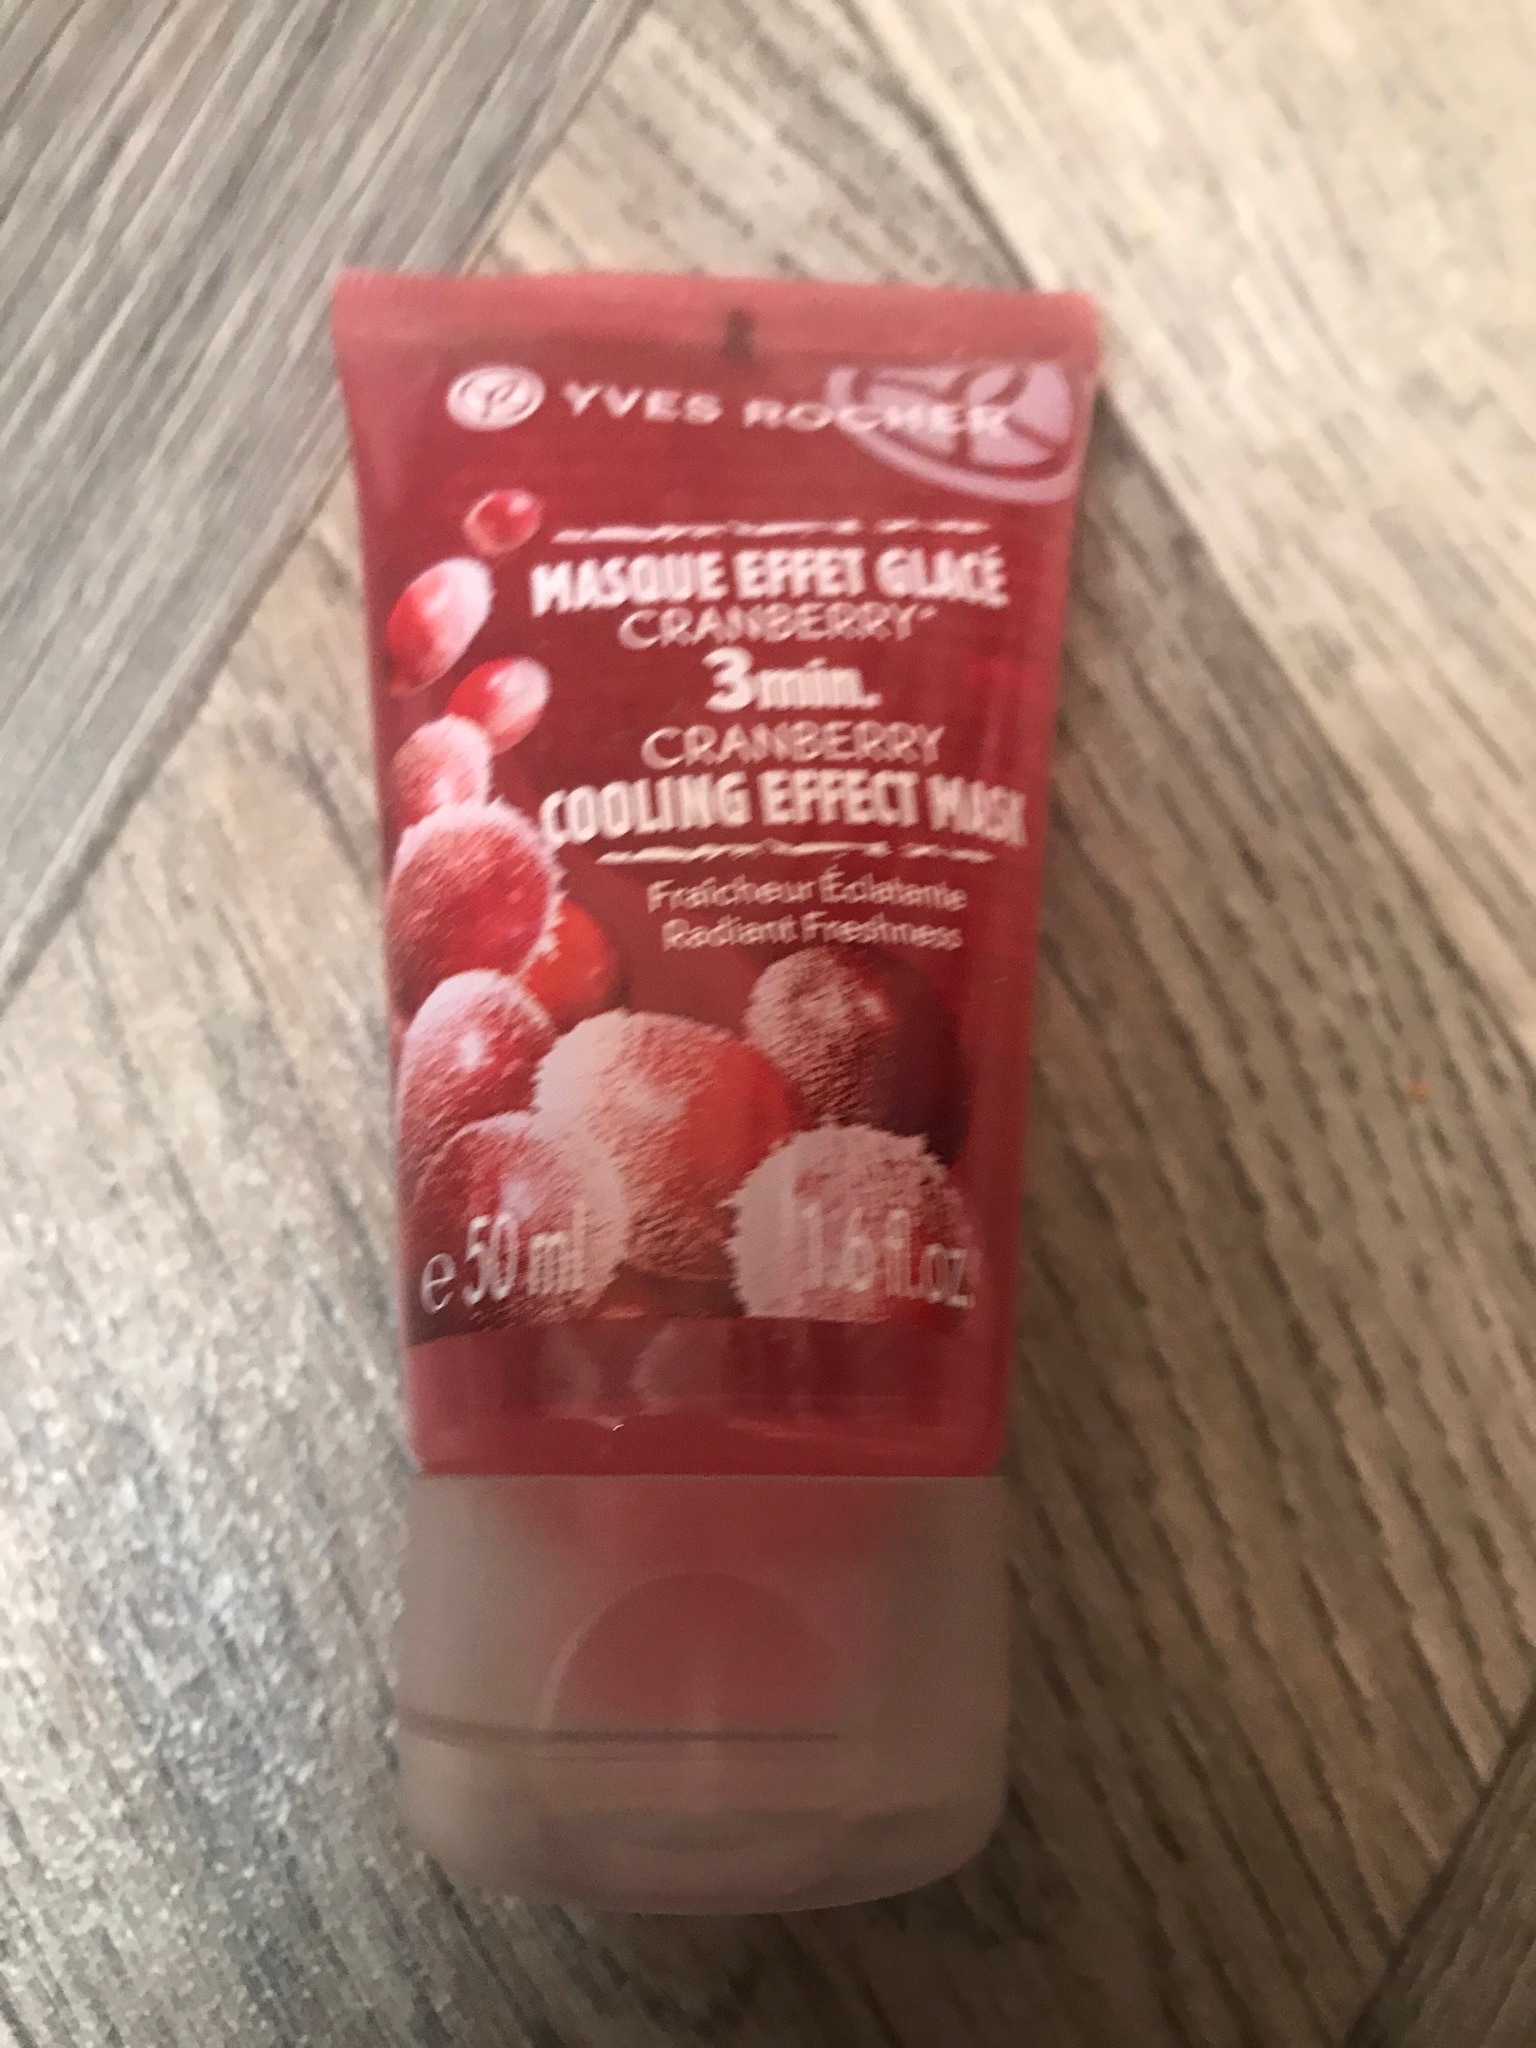 YVES ROCHER
MASQUE EFFET GLACÉ
CRANBERRY*
3 min.
CRANBERRY
COOLING EFFECT MASK
Fraîcheur Éclatante
Radiant Freshness
e 50 ml 1.6 fl.oz.